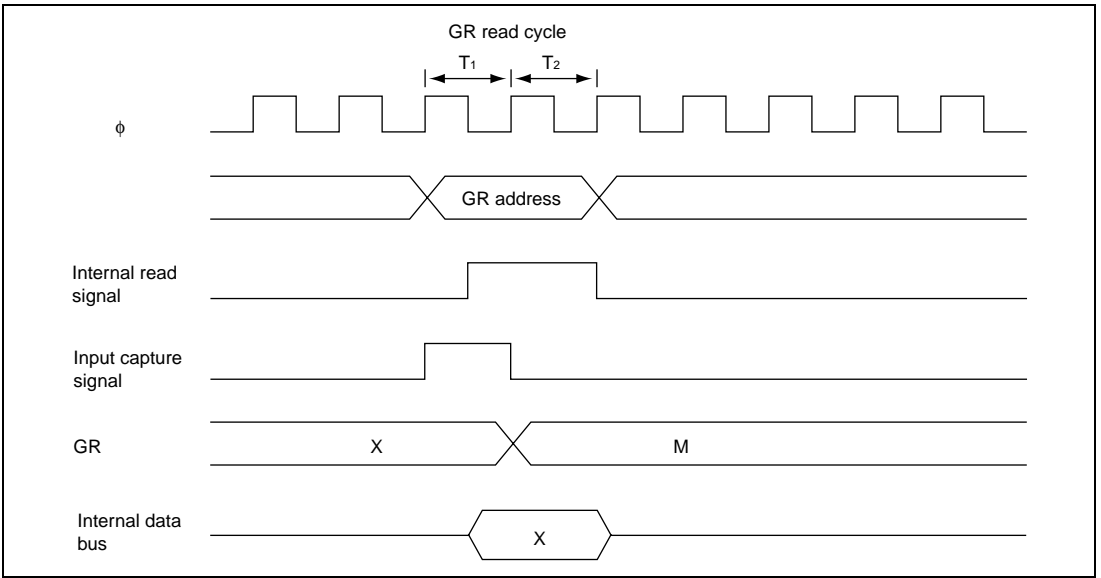 GR read cycle
T1 T2
ϕ
GR address
Internal read
signal
Input capture
signal
GR X M
Internal data
bus X